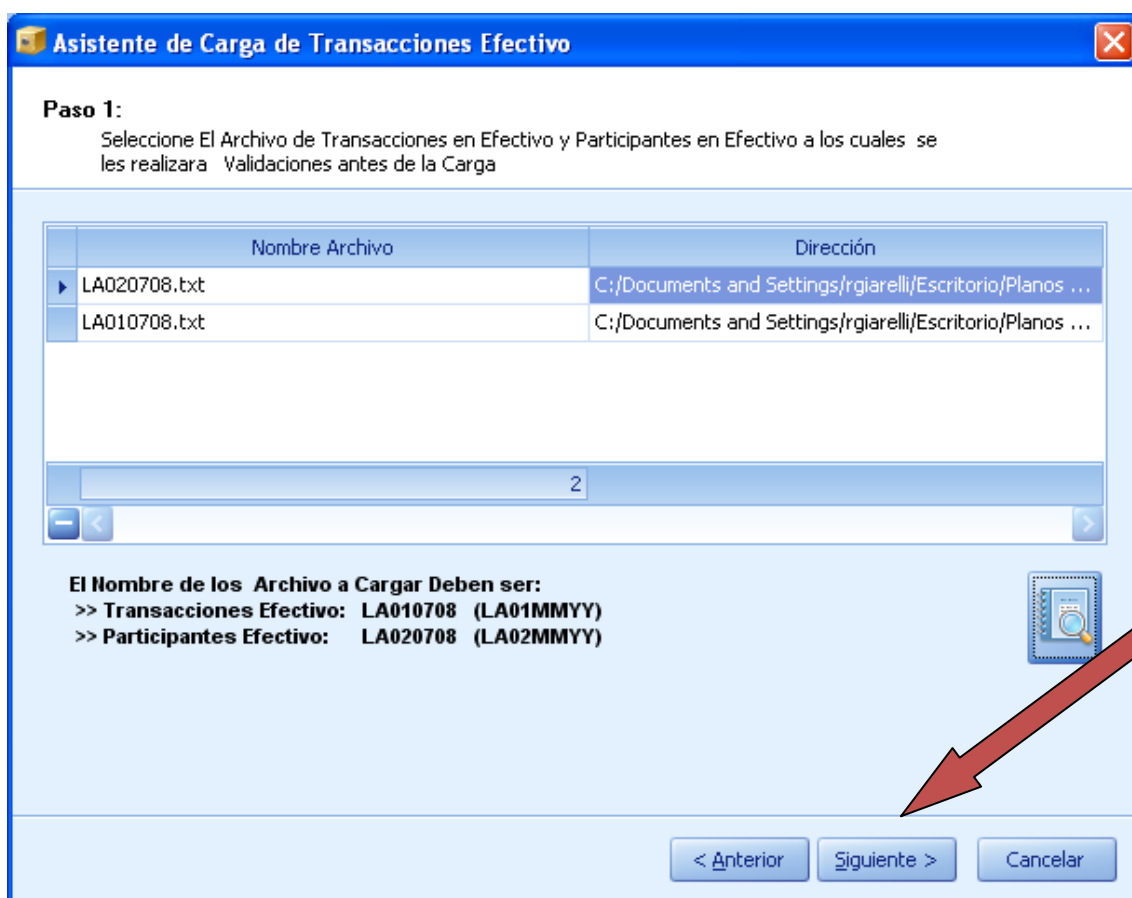 Asistente de Carga de Transacciones Efectivo
Paso 1:
Seleccione El Archivo de Transacciones en Efectivo y Participantes en Efectivo a los cuales se
les realizara Validaciones antes de la Carga
Nombre Archivo Dirección
LA020708.txt C:/Documents and Settings/rgiarelli/Escritorio/Planos ...
LA010708.txt C:/Documents and Settings/rgiarelli/Escritorio/Planos ...
2
El Nombre de los Archivo a Cargar Deben ser:
>> Transacciones Efectivo: LA010708 (LA01MMYY)
>> Participantes Efectivo: LA020708 (LA02MMYY)
< Anterior Siguiente > Cancelar